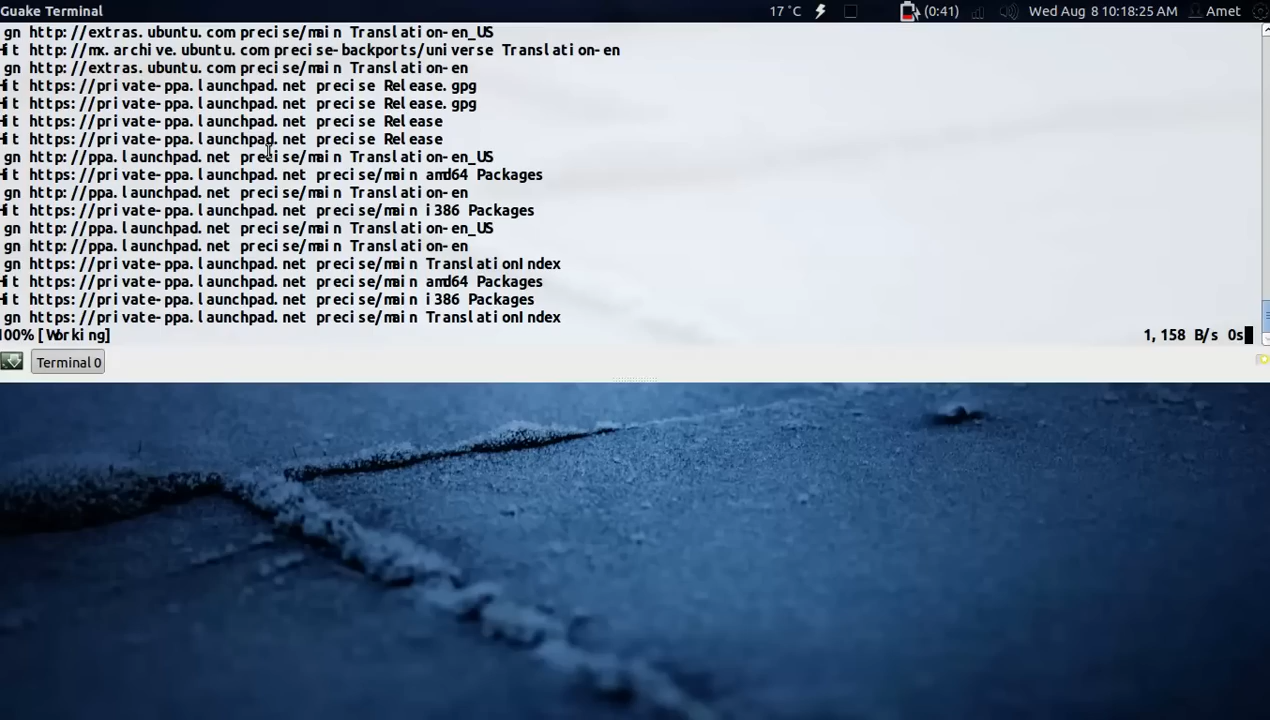 Guake Terminal 17 °C (0:41) Wed Aug 8 10:18:25 AM Amet
gn http://extras.ubuntu.com precise/main Translation-en_US
Hit http://mx.archive.ubuntu.com precise-backports/universe Translation-en
gn http://extras.ubuntu.com precise/main Translation-en
Hit https://private-ppa.launchpad.net precise Release.gpg
Hit https://private-ppa.launchpad.net precise Release.gpg
Hit https://private-ppa.launchpad.net precise Release
Hit https://private-ppa.launchpad.net precise Release
gn http://ppa.launchpad.net precise/main Translation-en_US
Hit https://private-ppa.launchpad.net precise/main amd64 Packages
gn http://ppa.launchpad.net precise/main Translation-en
Hit https://private-ppa.launchpad.net precise/main i386 Packages
gn http://ppa.launchpad.net precise/main Translation-en_US
gn http://ppa.launchpad.net precise/main Translation-en
gn https://private-ppa.launchpad.net precise/main TranslationIndex
Hit https://private-ppa.launchpad.net precise/main amd64 Packages
Hit https://private-ppa.launchpad.net precise/main i386 Packages
gn https://private-ppa.launchpad.net precise/main TranslationIndex
100% [Working] 1,158 B/s 0s
Terminal 0